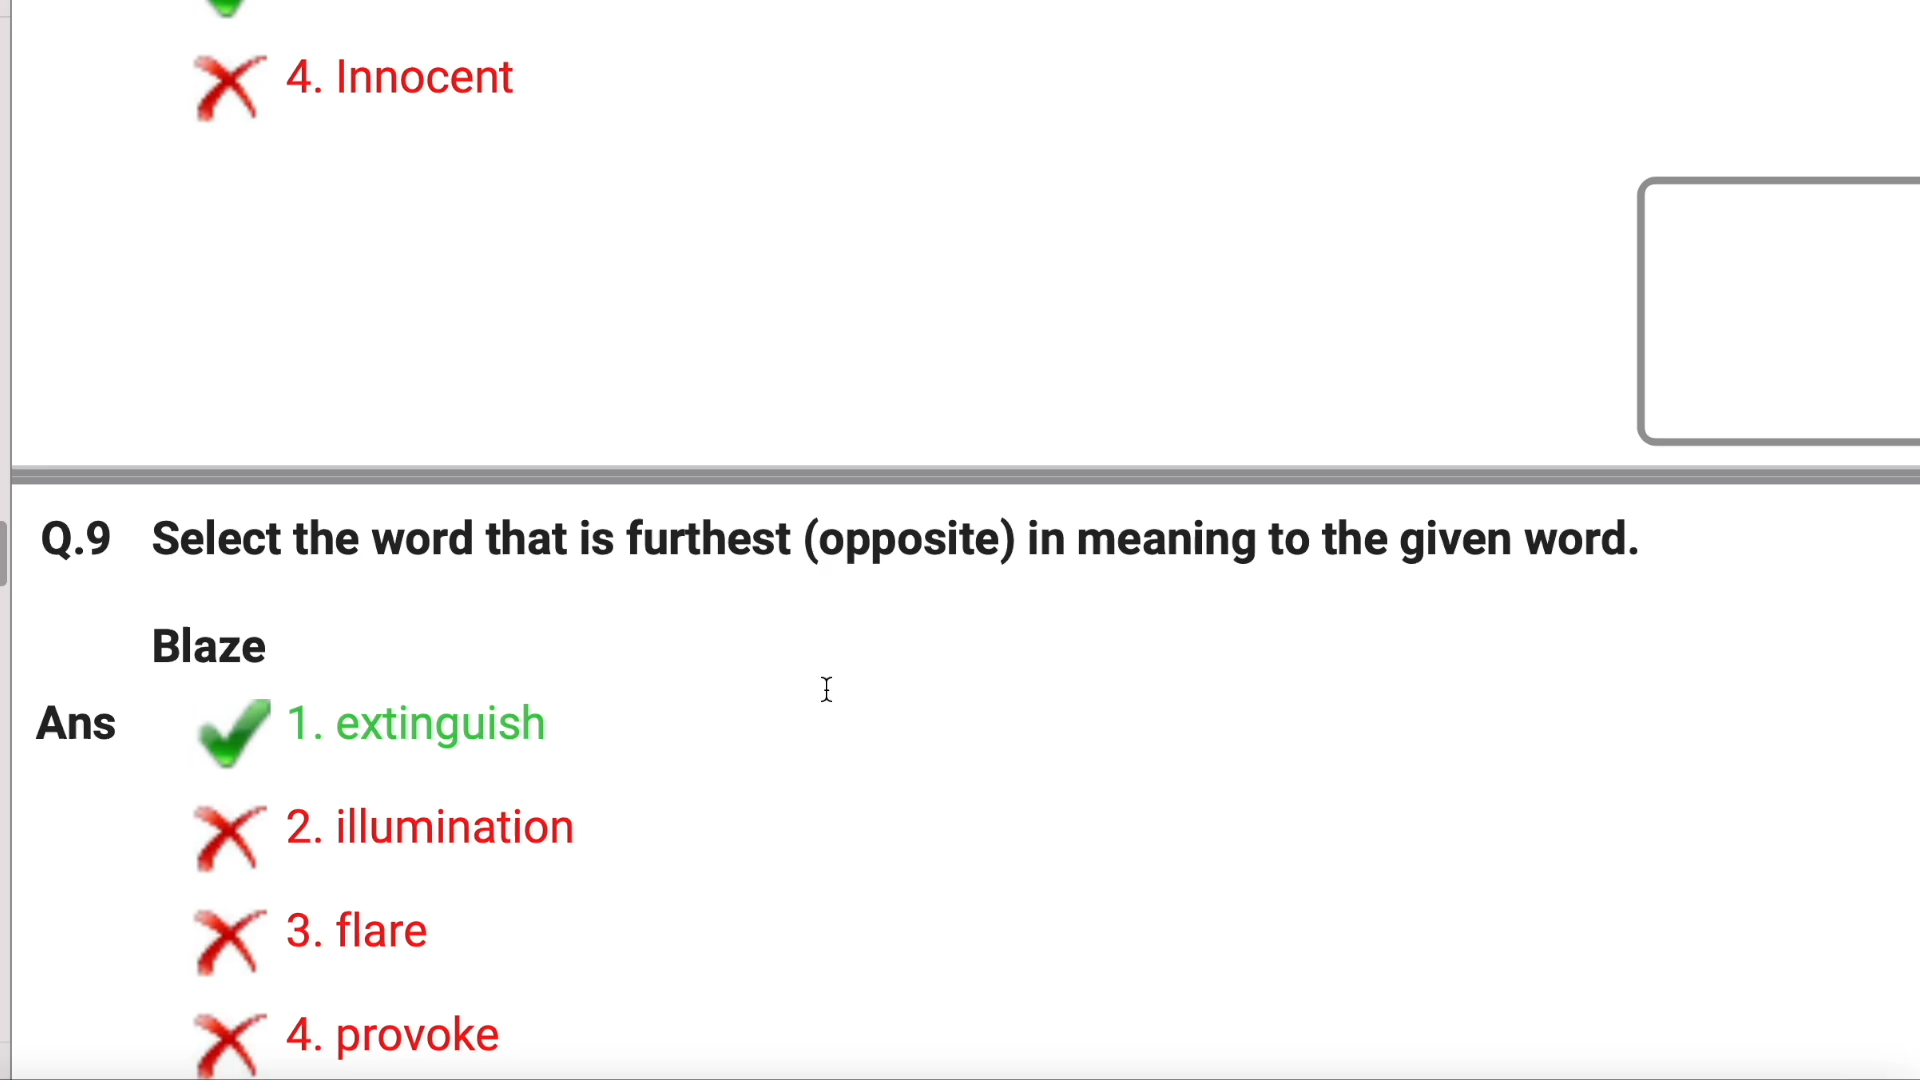 4. Innocent
Q.9 Select the word that is furthest (opposite) in meaning to the given word.
Blaze
Ans 1. extinguish
2. illumination
3. flare
4. provoke